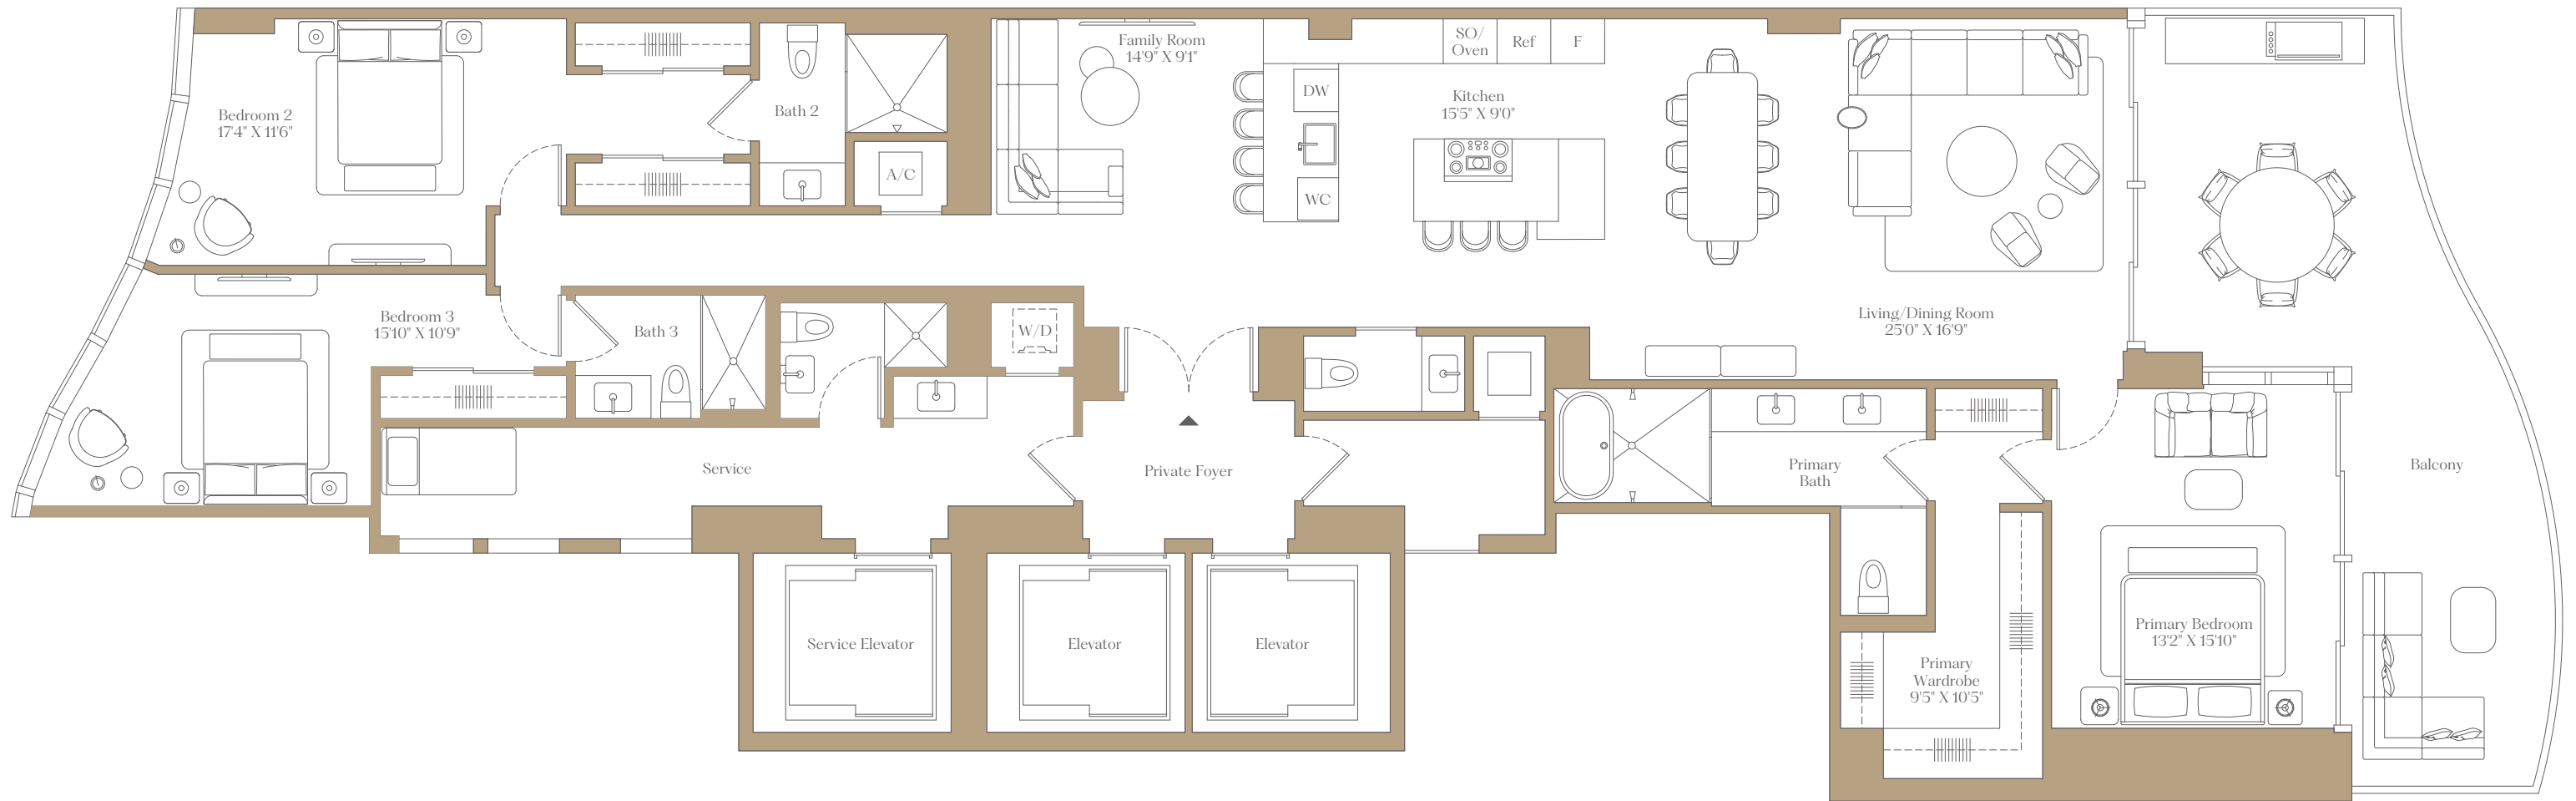 Bedroom 2
17'4" X 11'6"
Bath 2
A/C
Family Room
14'9" X 9'1"
DW
WC
Kitchen
15'5" X 9'0"
SO/
Oven
Ref
F
Living/Dining Room
25'0" X 16'9"
Bedroom 3
15'10" X 10'9"
Bath 3
W/D
Service
Private Foyer
Primary
Bath
Balcony
Service Elevator
Elevator
Elevator
Primary
Wardrobe
9'5" X 10'5"
Primary Bedroom
13'2" X 15'10"